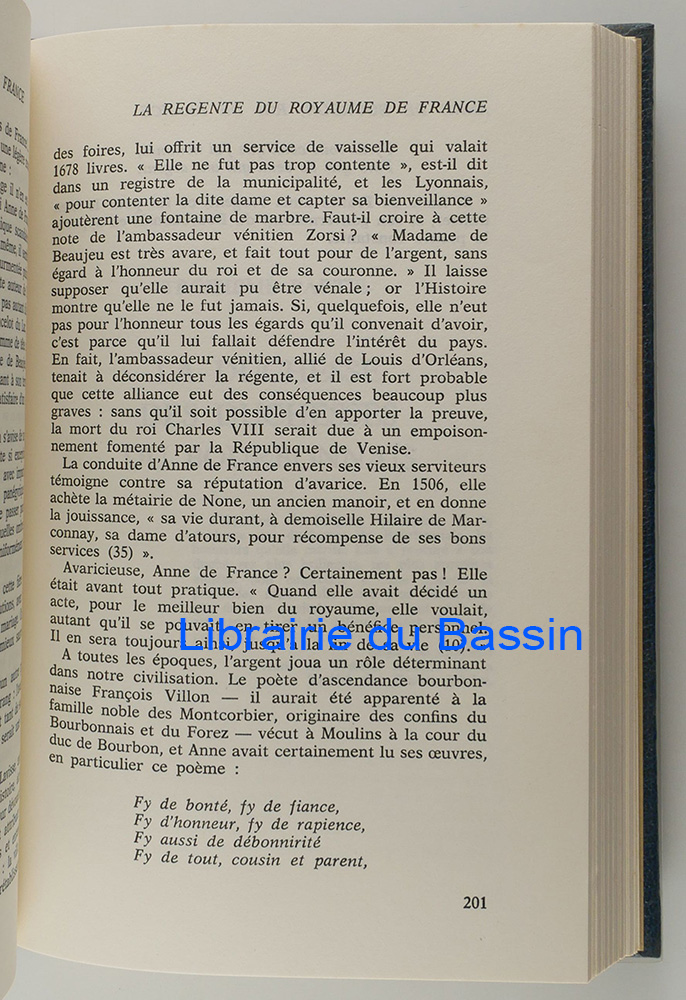 FRANCE
LA REGENTE DU ROYAUME DE FRANCE
des foires, lui offrit un service de vaisselle qui valait
1678 livres. « Elle ne fut pas trop contente », est-il dit
dans un registre de la municipalité, et les Lyonnais,
« pour contenter la dite dame et capter sa bienveillance »
ajoutèrent une fontaine de marbre. Faut-il croire à cette
note de l'ambassadeur vénitien Zorsi ? « Madame de
Beaujeu est très avare, et fait tout pour de l'argent, sans
égard à l'honneur du roi et de sa couronne. » Il laisse
supposer qu'elle aurait pu être vénale ; or l'Histoire
montre qu'elle ne le fut jamais. Si, quelquefois, elle n'eut
pas pour l'honneur tous les égards qu'il convenait d'avoir,
c'est parce qu'il lui fallait défendre l'intérêt du pays.
En fait, l'ambassadeur vénitien, allié de Louis d'Orléans,
tenait à déconsidérer la régente, et il est fort probable
que cette alliance eut des conséquences beaucoup plus
graves : sans qu'il soit possible d'en apporter la preuve,
la mort du roi Charles VIII serait due à un empoison-
nement fomenté par la République de Venise.
La conduite d'Anne de France envers ses vieux serviteurs
témoigne contre sa réputation d'avarice. En 1506, elle
achète la métairie de None, un ancien manoir, et en donne
la jouissance, « sa vie durant, à demoiselle Hilaire de Mar-
connay, sa dame d'atours, pour récompense de ses bons
services (35) ».
Avaricieuse, Anne de France ? Certainement pas ! Elle
était avant tout pratique. « Quand elle avait décidé un
acte, pour le meilleur bien du royaume, elle voulait,
autant qu'il se pouvait, en tirer un bénéfice personnel.
Il en sera toujours ainsi, jusqu'à la fin de sa vie (10). »
Librairie du Bassin
A toutes les époques, l'argent joua un rôle déterminant
dans notre civilisation. Le poète d'ascendance bourbon-
naise François Villon — il aurait été apparenté à la
famille noble des Montcorbier, originaire des confins du
Bourbonnais et du Forez — vécut à Moulins à la cour du
duc de Bourbon, et Anne avait certainement lu ses œuvres,
en particulier ce poème :
Fy de bonté, fy de fiance,
Fy d'honneur, fy de rapience,
Fy aussi de débonnirité
Fy de tout, cousin et parent,
201